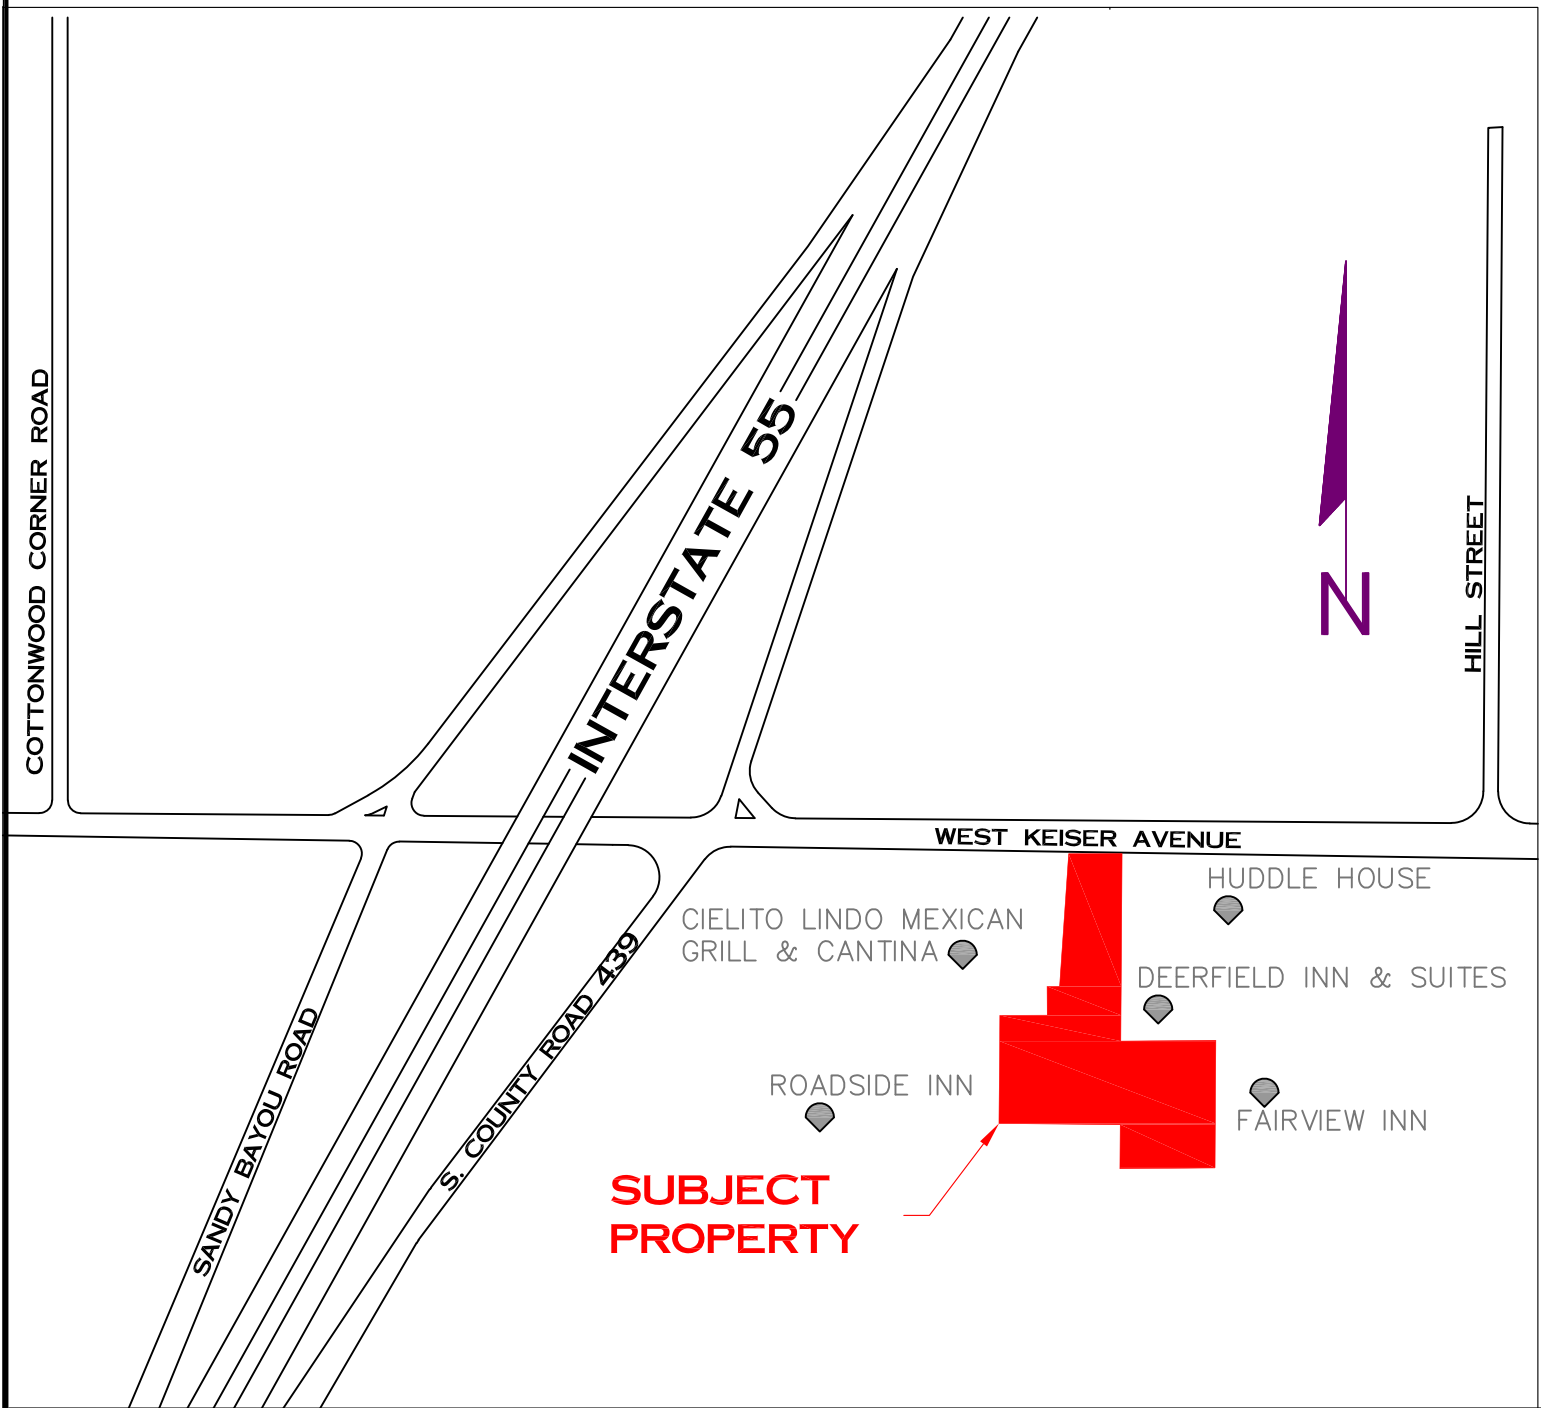 COTTONWOOD CORNER ROAD
INTERSTATE 55
HILL STREET
N
WEST KEISER AVENUE
HUDDLE HOUSE
CIELITO LINDO MEXICAN
GRILL & CANTINA
DEERFIELD INN & SUITES
S. COUNTY ROAD 439
SANDY BAYOU ROAD
ROADSIDE INN
FAIRVIEW INN
SUBJECT
PROPERTY